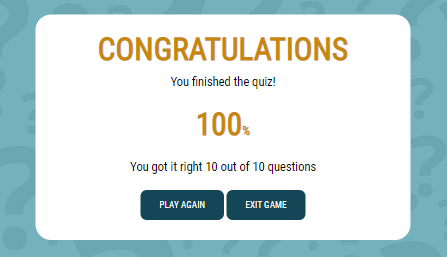 CONGRATULATIONS
You finished the quiz!
100%
You got it right 10 out of 10 questions
PLAY AGAIN EXIT GAME